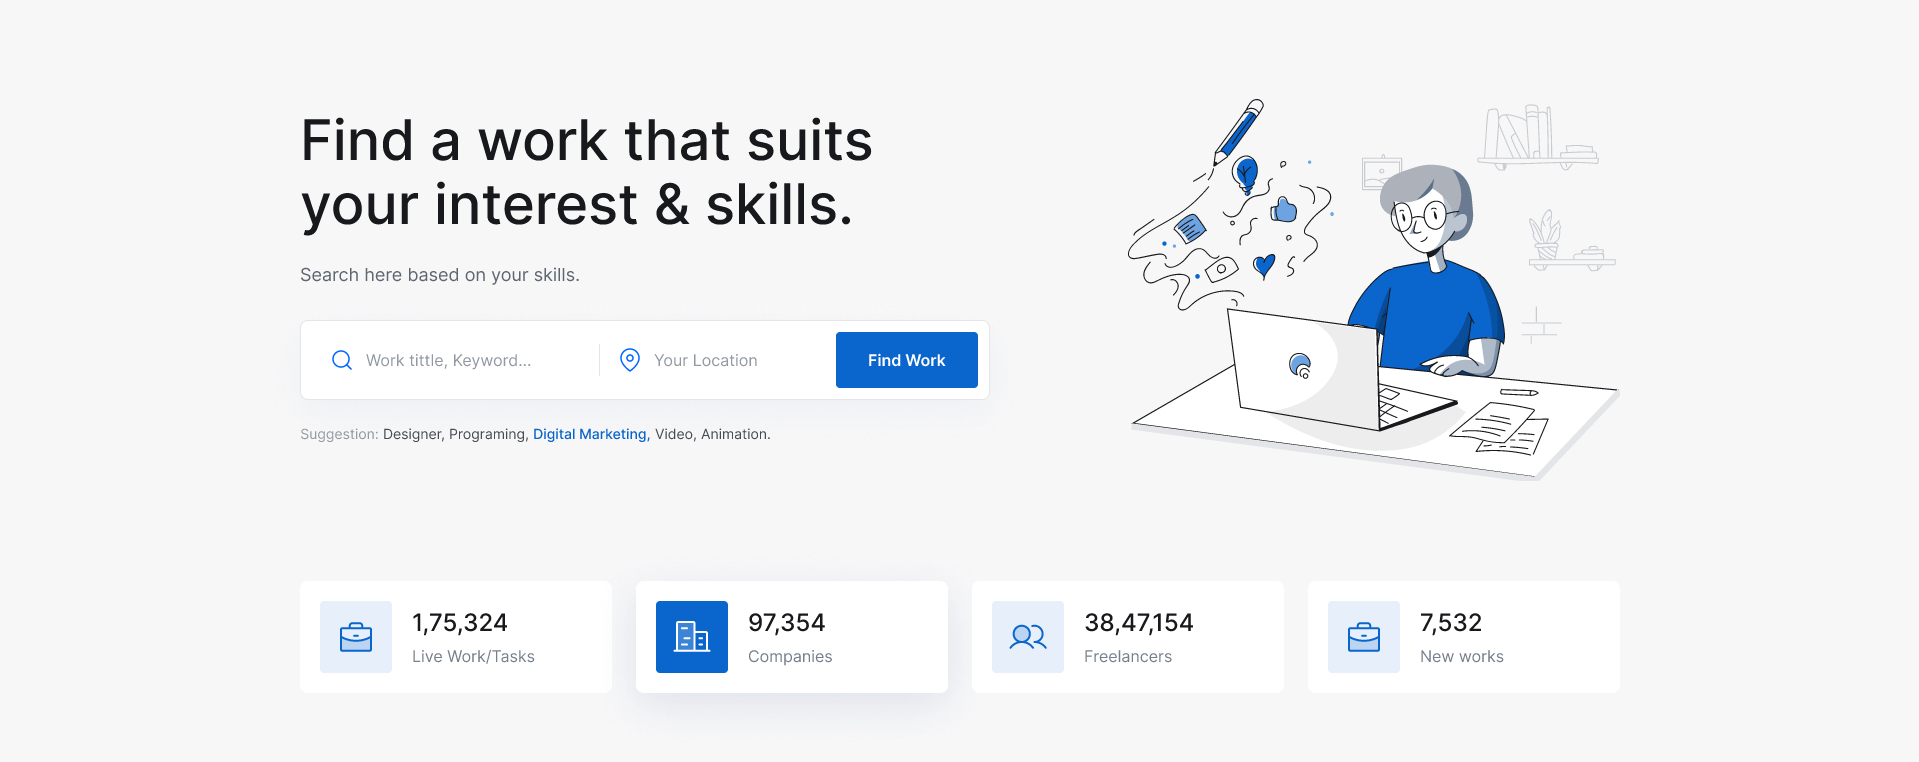 Find a work that suits
your interest & skills.
Search here based on your skills.
Work tittle, Keyword...
Your Location
Find Work
Suggestion: Designer, Programing, Digital Marketing, Video, Animation.
1,75,324
Live Work/Tasks
97,354
Companies
38,47,154
Freelancers
7,532
New works